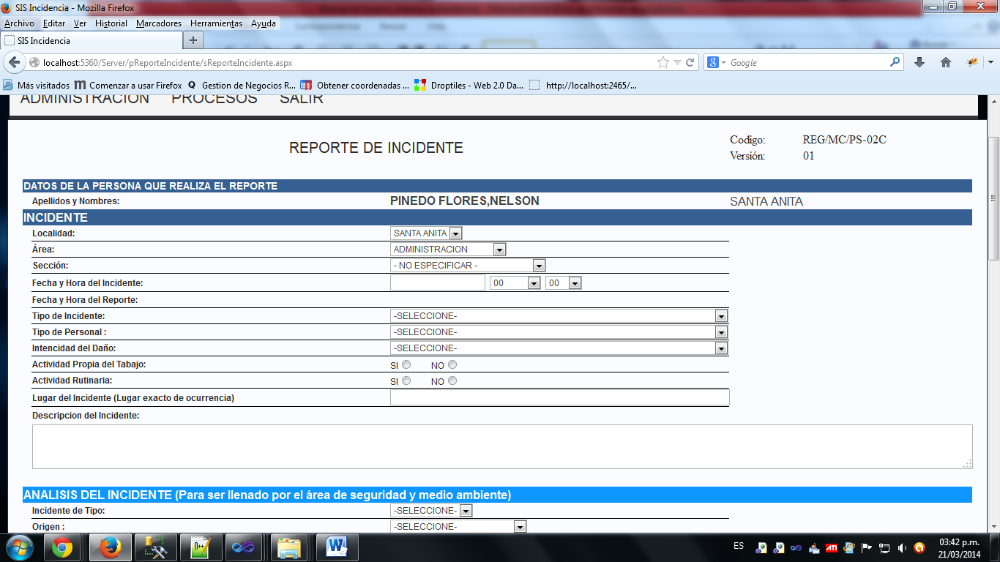 SIS Incidencia - Mozilla Firefox
Archivo Editar Ver Historial Marcadores Herramientas Ayuda
SIS Incidencia +
localhost:5360/Server/pReporteIncidente/sReporteIncidente.aspx Google
Más visitados Comenzar a usar Firefox Gestion de Negocios R... Obtener coordenadas ... Droptiles - Web 2.0 Da... http://localhost:2465/...
ADMINISTRACION PROCESOS SALIR
REPORTE DE INCIDENTE
Codigo: REG/MC/PS-02C
Versión: 01
DATOS DE LA PERSONA QUE REALIZA EL REPORTE
Apellidos y Nombres: PINEDO FLORES,NELSON SANTA ANITA
INCIDENTE
Localidad: SANTA ANITA
Área: ADMINISTRACION
Sección: - NO ESPECIFICAR -
Fecha y Hora del Incidente: 00 00
Fecha y Hora del Reporte:
Tipo de Incidente: -SELECCIONE-
Tipo de Personal : -SELECCIONE-
Intencidad del Daño: -SELECCIONE-
Actividad Propia del Tabajo: SI NO
Actividad Rutinaria: SI NO
Lugar del Incidente (Lugar exacto de ocurrencia)
Descripcion del Incidente:
ANALISIS DEL INCIDENTE (Para ser llenado por el área de seguridad y medio ambiente)
Incidente de Tipo: -SELECCIONE-
Origen : -SELECCIONE-
ES 03:42 p.m.
21/03/2014